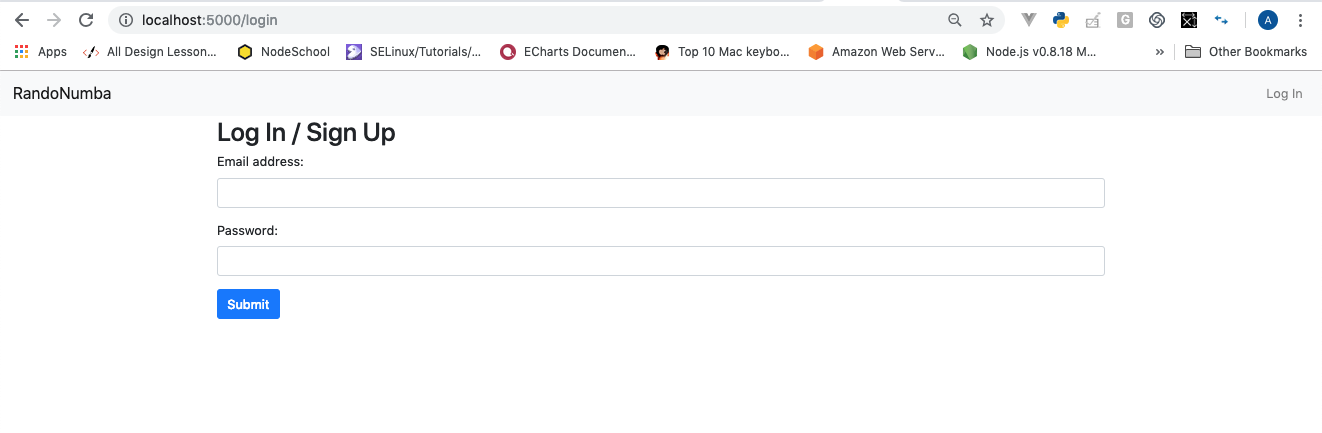 localhost:5000/login
A
Apps All Design Lesson... NodeSchool SELinux/Tutorials/... ECharts Documen... Top 10 Mac keybo... Amazon Web Serv... Node.js v0.8.18 M... » Other Bookmarks
RandoNumba Log In
Log In / Sign Up
Email address:
Password:
Submit